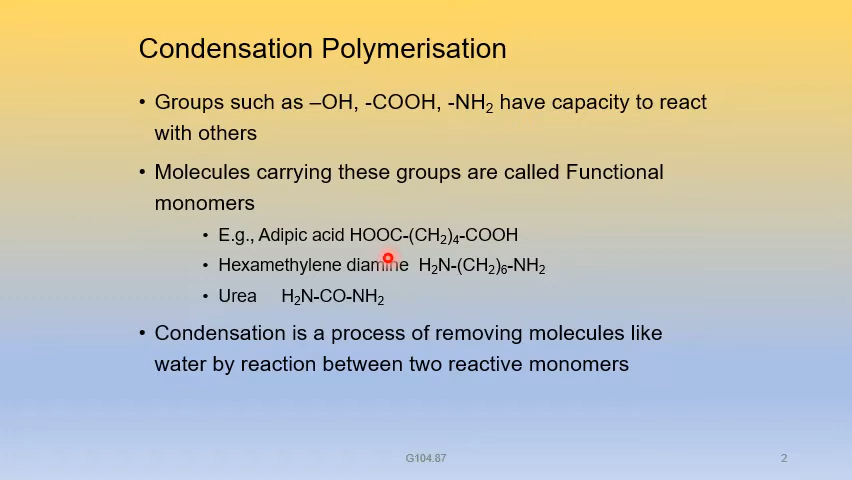 Condensation Polymerisation
• Groups such as –OH, -COOH, -NH₂ have capacity to react
with others
• Molecules carrying these groups are called Functional
monomers
• E.g., Adipic acid HOOC-(CH₂)₄-COOH
• Hexamethylene diamine H₂N-(CH₂)₆-NH₂
• Urea H₂N-CO-NH₂
• Condensation is a process of removing molecules like
water by reaction between two reactive monomers
G104.87
2